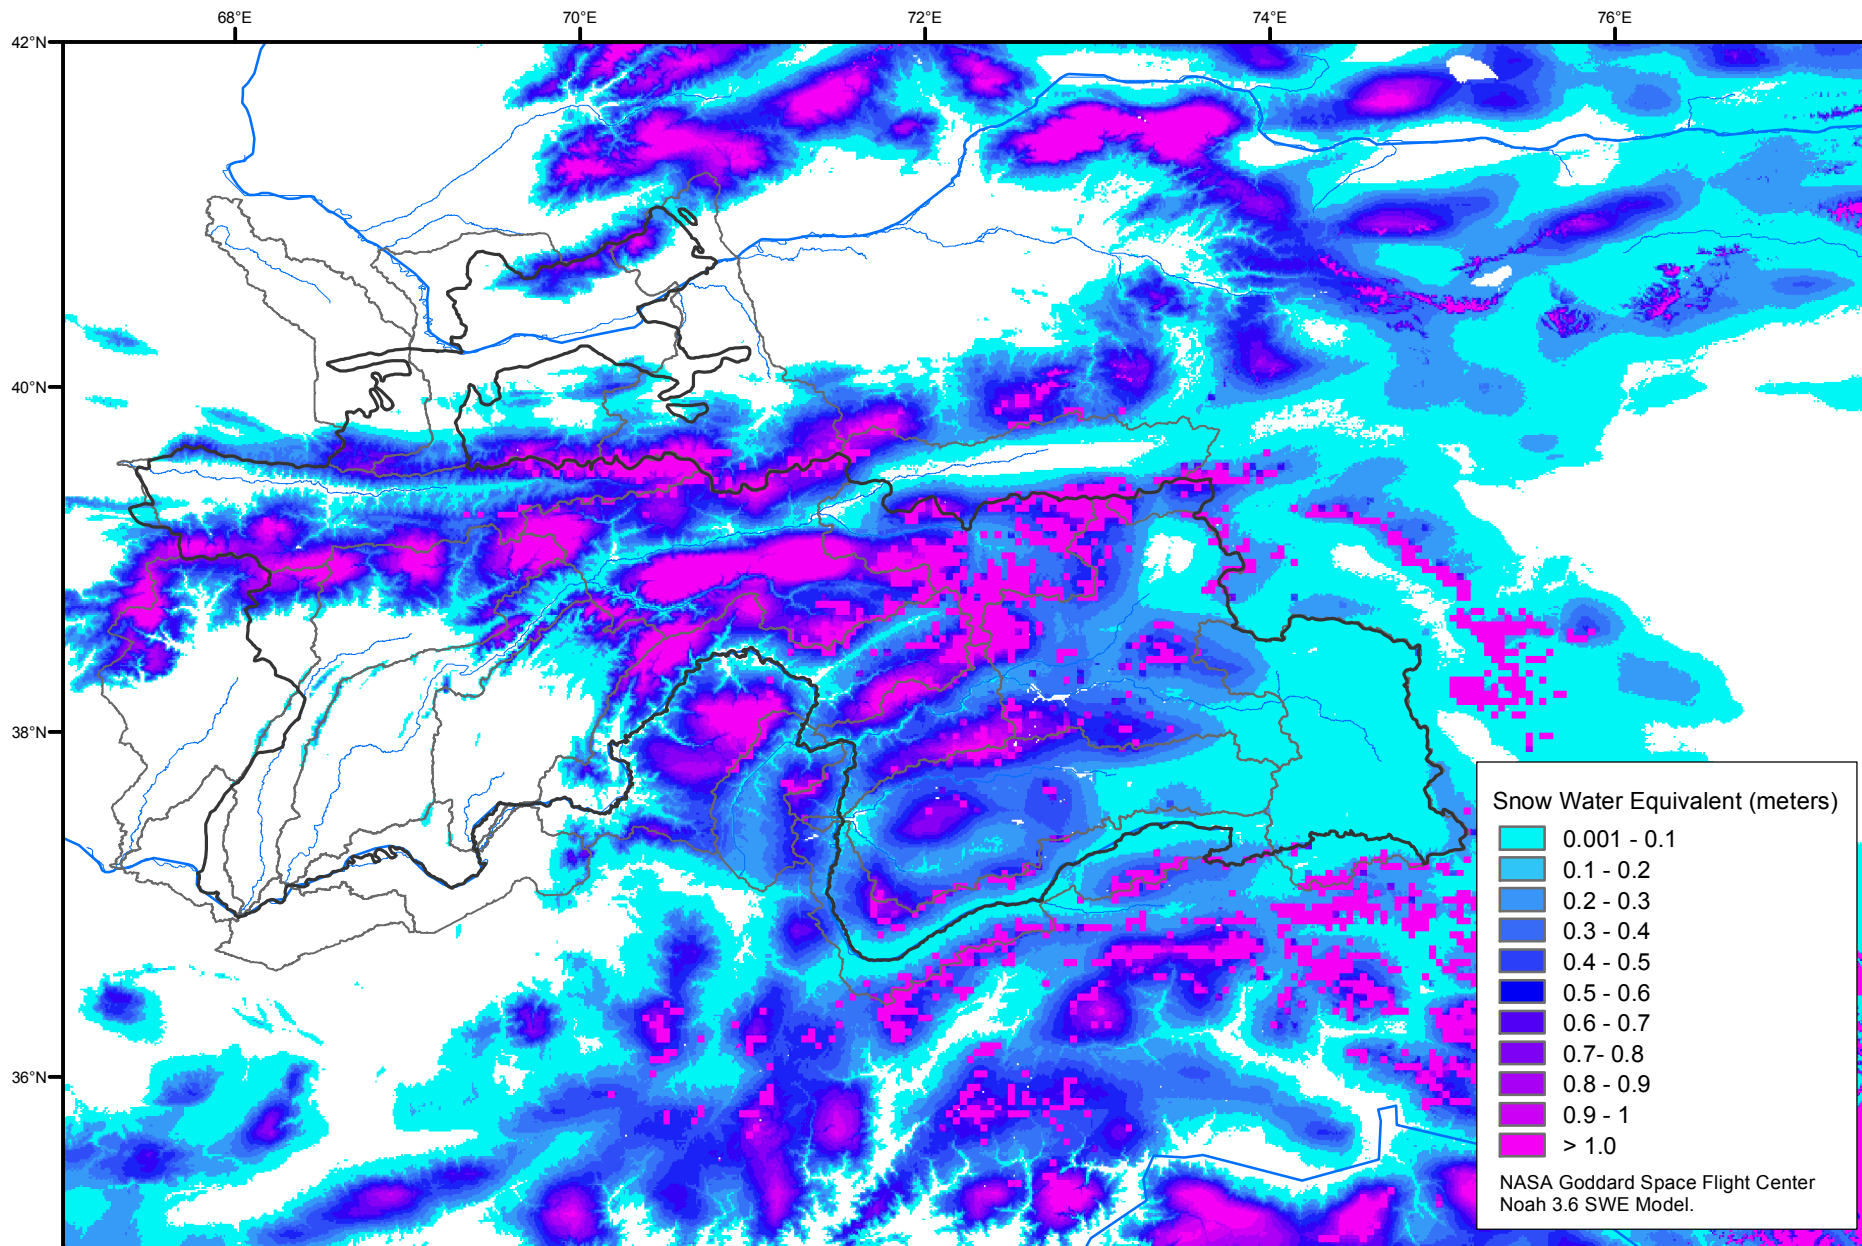 68°E
70°E
72°E
74°E
76°E
42°N
40°N
38°N
36°N
Snow Water Equivalent (meters)
0.001 - 0.1
0.1 - 0.2
0.2 - 0.3
0.3 - 0.4
0.4 - 0.5
0.5 - 0.6
0.6 - 0.7
0.7- 0.8
0.8 - 0.9
0.9 - 1
> 1.0
NASA Goddard Space Flight Center
Noah 3.6 SWE Model.